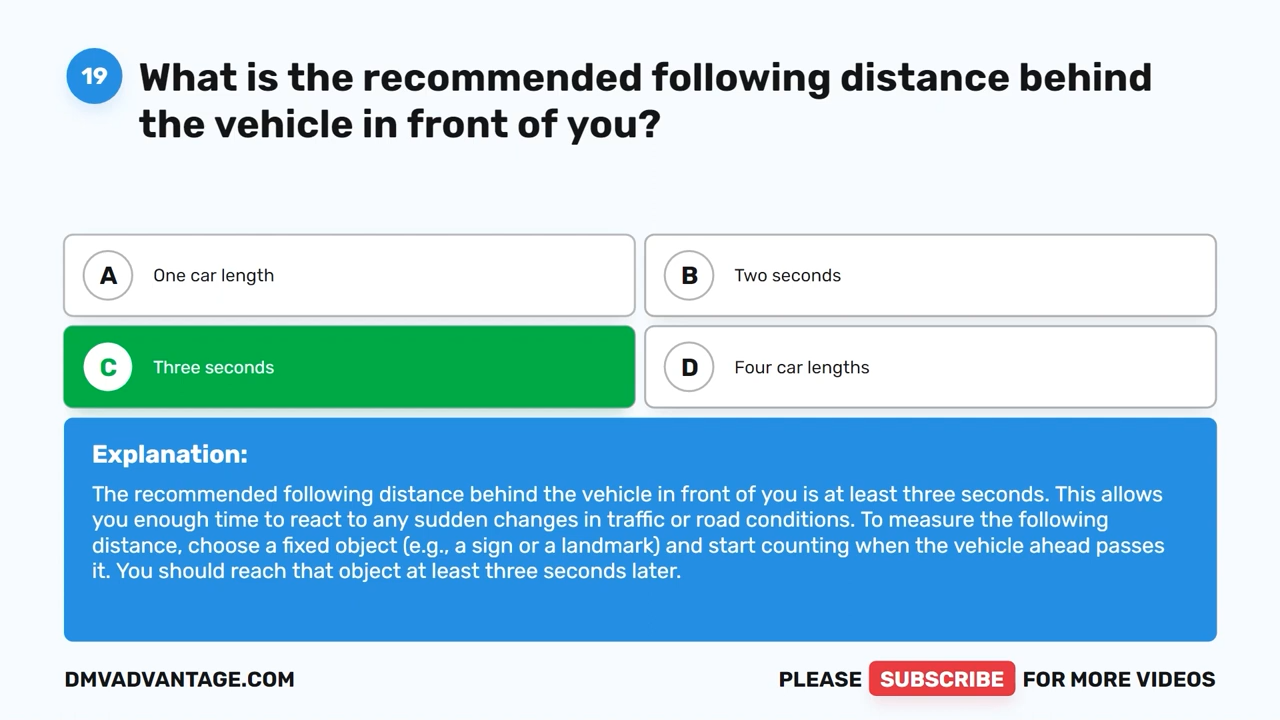 19
What is the recommended following distance behind
the vehicle in front of you?
A
One car length
B
Two seconds
C
Three seconds
D
Four car lengths
Explanation:
The recommended following distance behind the vehicle in front of you is at least three seconds. This allows
you enough time to react to any sudden changes in traffic or road conditions. To measure the following
distance, choose a fixed object (e.g., a sign or a landmark) and start counting when the vehicle ahead passes
it. You should reach that object at least three seconds later.
DMVADVANTAGE.COM
PLEASE SUBSCRIBE FOR MORE VIDEOS